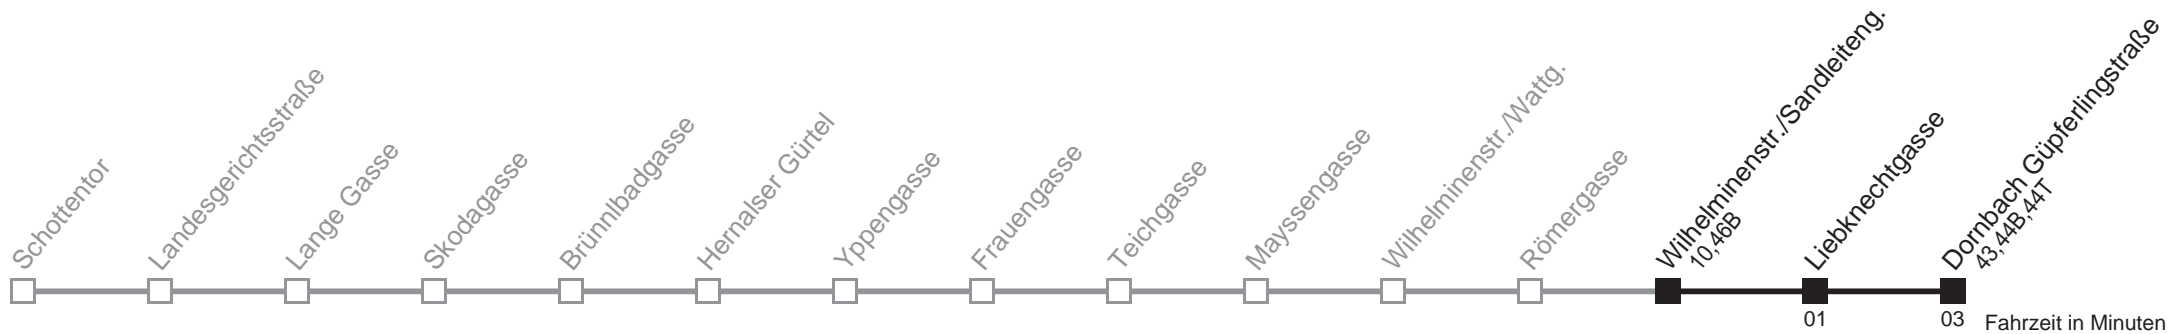 Schottentor
Landesgerichtsstraße
Lange Gasse
Skodagasse
Brünnlbadgasse
Hernalser Gürtel
Yppengasse
Frauengasse
Teichgasse
Mayssengasse
Wilhelminenstr./Wattg.
Römergasse
Wilhelminenstr./Sandleiteng.
10,46B
Liebknechtgasse
Dornbach Güpferlingstraße
43,44B,44T
01
03
Fahrzeit in Minuten